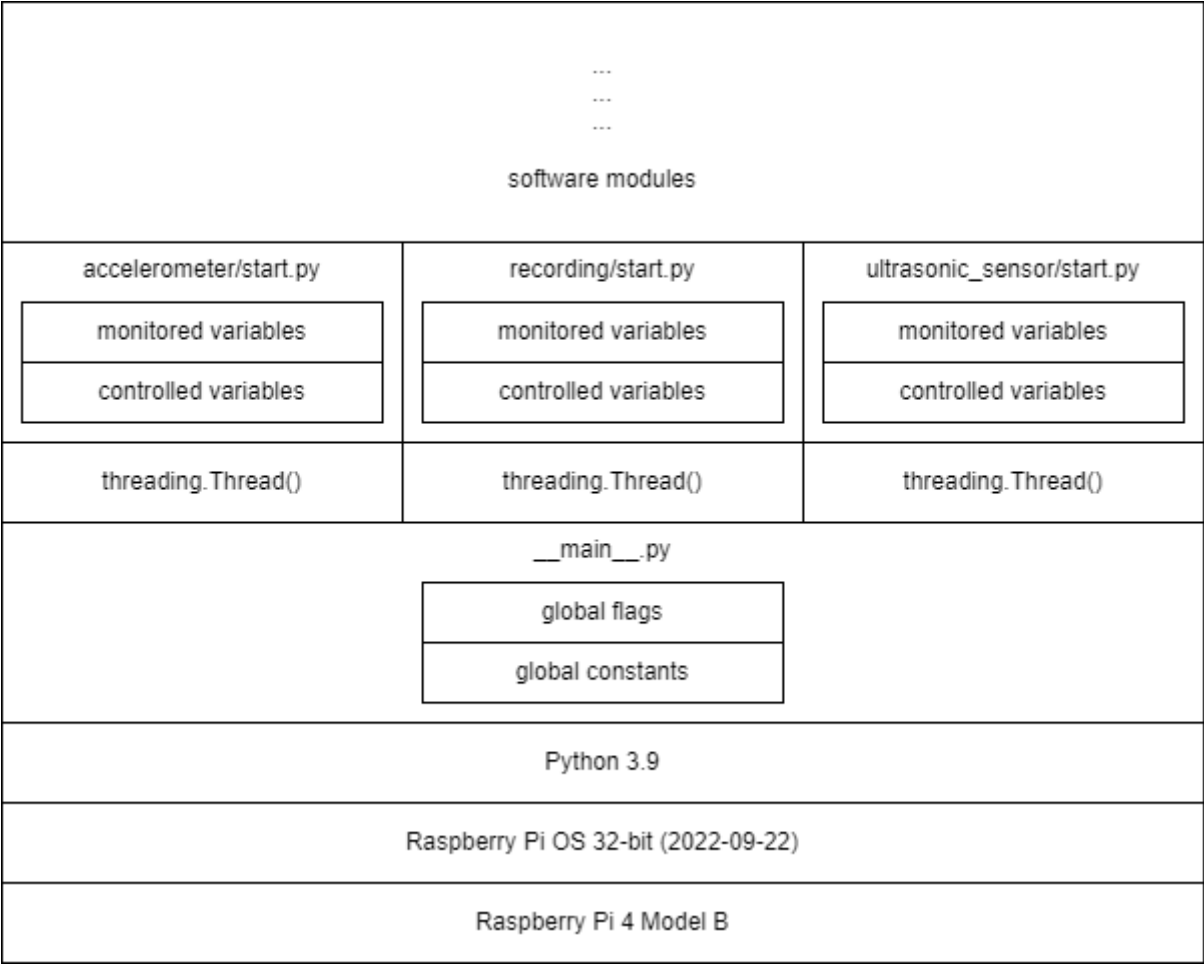 ...
...
...
software modules
accelerometer/start.py
recording/start.py
ultrasonic_sensor/start.py
monitored variables
monitored variables
monitored variables
controlled variables
controlled variables
controlled variables
threading.Thread()
threading.Thread()
threading.Thread()
__main__.py
global flags
global constants
Python 3.9
Raspberry Pi OS 32-bit (2022-09-22)
Raspberry Pi 4 Model B